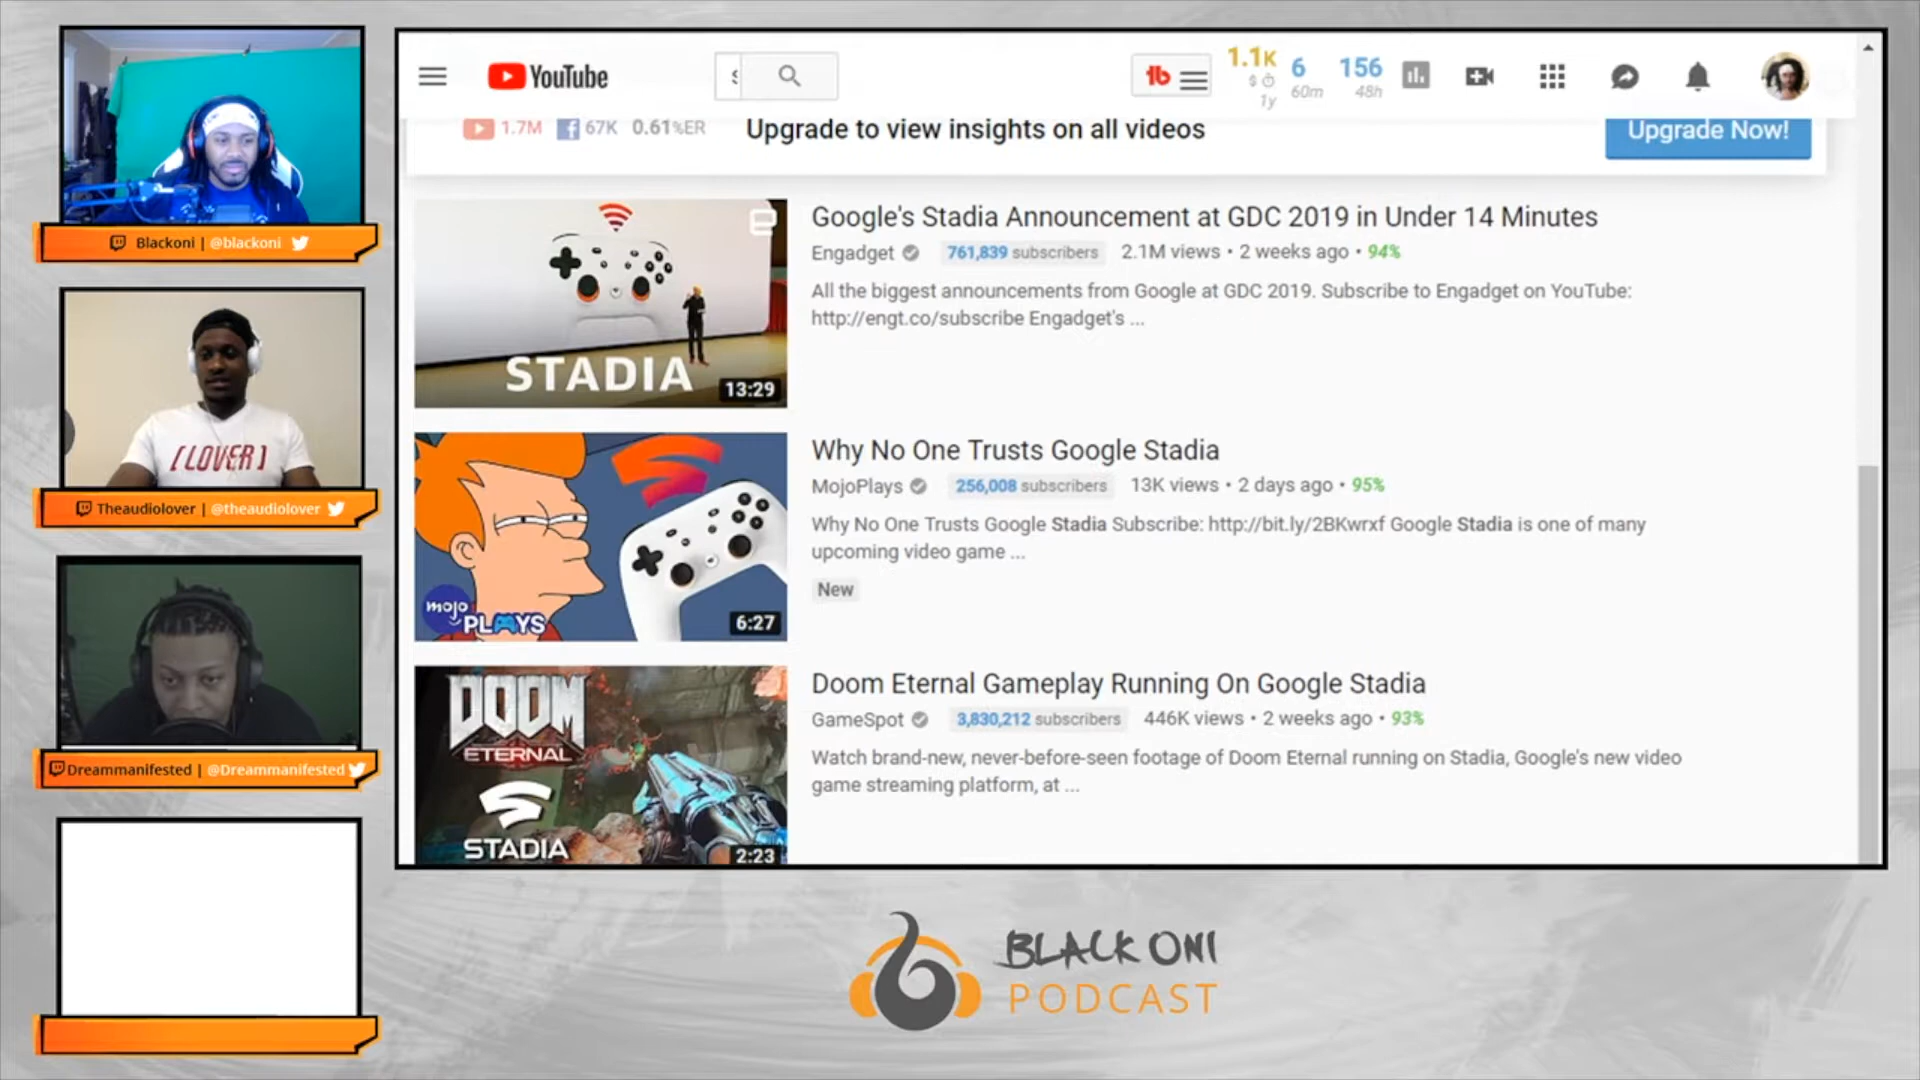 Blackoni | @blackoni
[LOVER]
Theaudiolover | @theaudiolover
Dreammanifested | @Dreammanifested
YouTube
1.1K
$
1y
6
60m
156
48h
1.7M
67K
0.61%ER
Upgrade to view insights on all videos
Upgrade Now!
STADIA
13:29
Google's Stadia Announcement at GDC 2019 in Under 14 Minutes
Engadget
761,839 subscribers
2.1M views • 2 weeks ago • 94%
All the biggest announcements from Google at GDC 2019. Subscribe to Engadget on YouTube:
http://engt.co/subscribe Engadget's ...
mojo
PLAYS
6:27
Why No One Trusts Google Stadia
MojoPlays
256,008 subscribers
13K views • 2 days ago • 95%
Why No One Trusts Google Stadia Subscribe: http://bit.ly/2BKwrxf Google Stadia is one of many
upcoming video game ...
New
DOOM
ETERNAL
STADIA
2:23
Doom Eternal Gameplay Running On Google Stadia
GameSpot
3,830,212 subscribers
446K views • 2 weeks ago • 93%
Watch brand-new, never-before-seen footage of Doom Eternal running on Stadia, Google's new video
game streaming platform, at ...
BLACK ONI
PODCAST